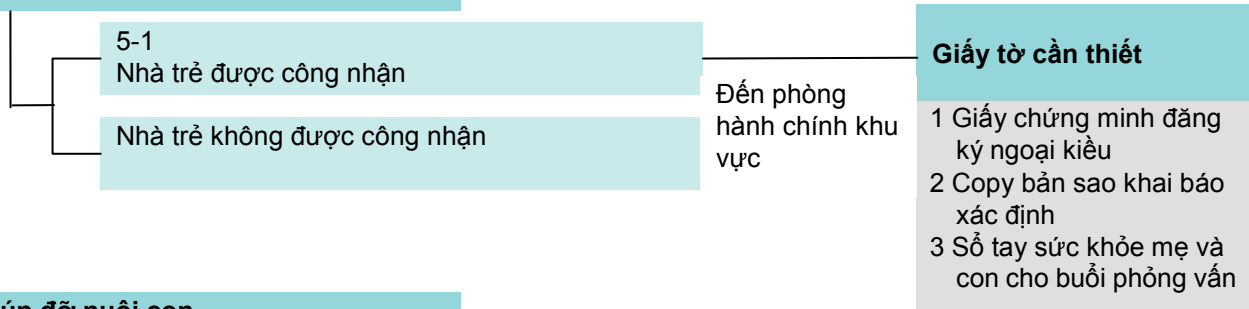 5-1
Nhà trẻ được công nhận
Nhà trẻ không được công nhận
Đến phòng
hành chính khu
vực
Giấy tờ cần thiết
1 Giấy chứng minh đăng
ký ngoại kiều
2 Copy bản sao khai báo
xác định
3 Sổ tay sức khỏe mẹ và
con cho buổi phỏng vấn
nuôi con